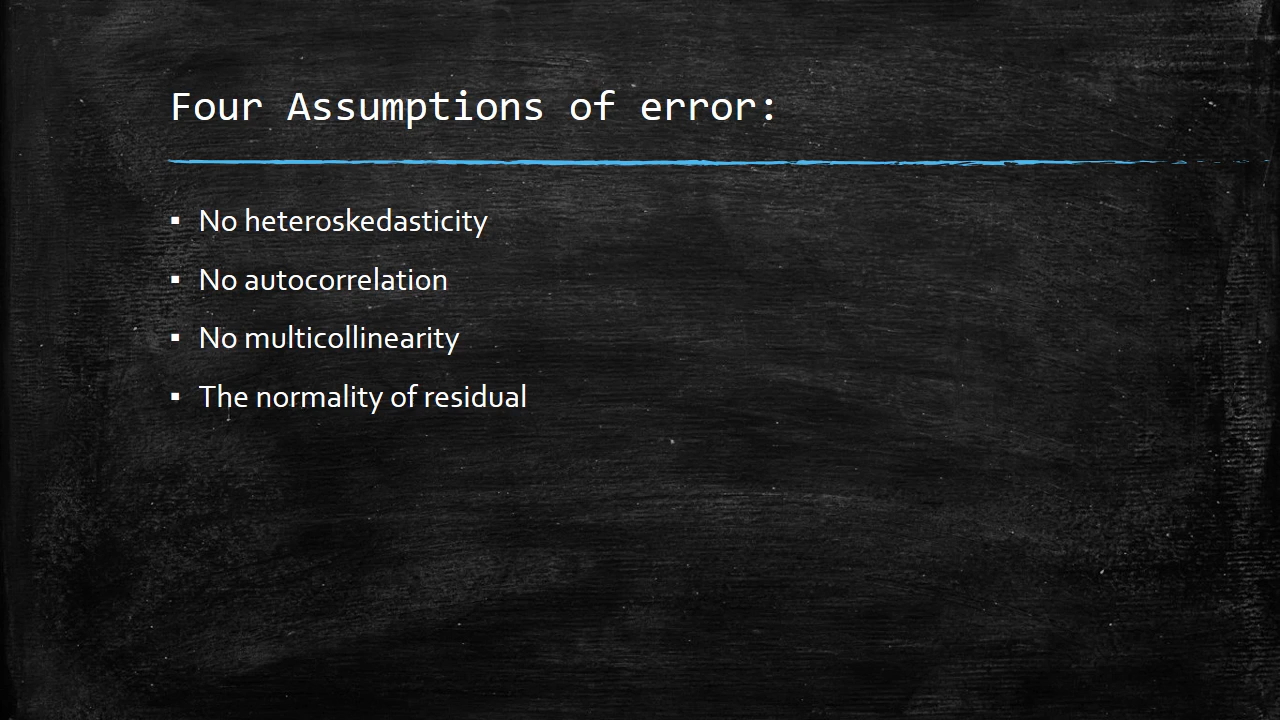 Four Assumptions of error:
▪ No heteroskedasticity
▪ No autocorrelation
▪ No multicollinearity
▪ The normality of residual